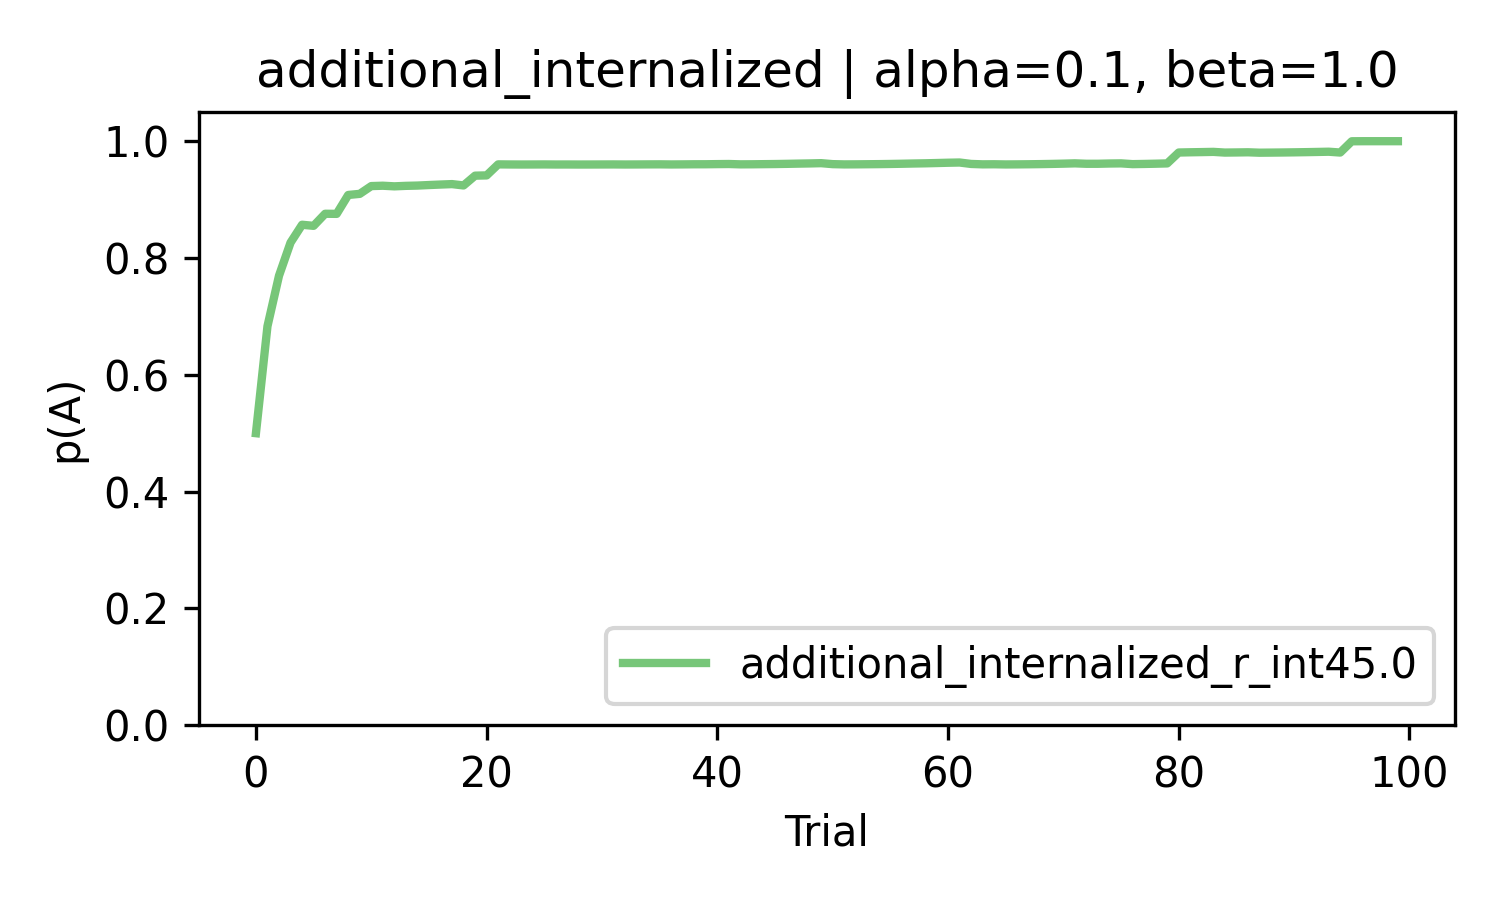 additional_internalized | alpha=0.1, beta=1.0
1.0
0.8
0.6
0.4
0.2
0.0
p(A)
additional_internalized_r_int45.0
0 20 40 60 80 100
Trial